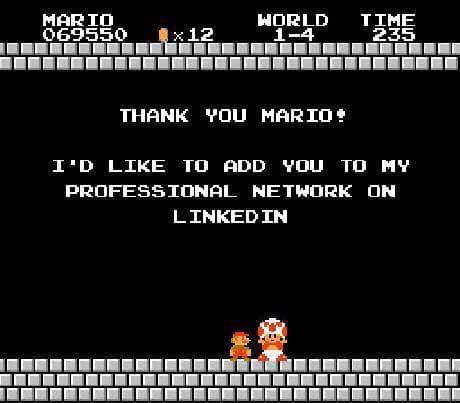 MARIO WORLD TIME
069550 ×12 1-4 235
THANK YOU MARIO!
I'D LIKE TO ADD YOU TO MY
PROFESSIONAL NETWORK ON
LINKEDIN